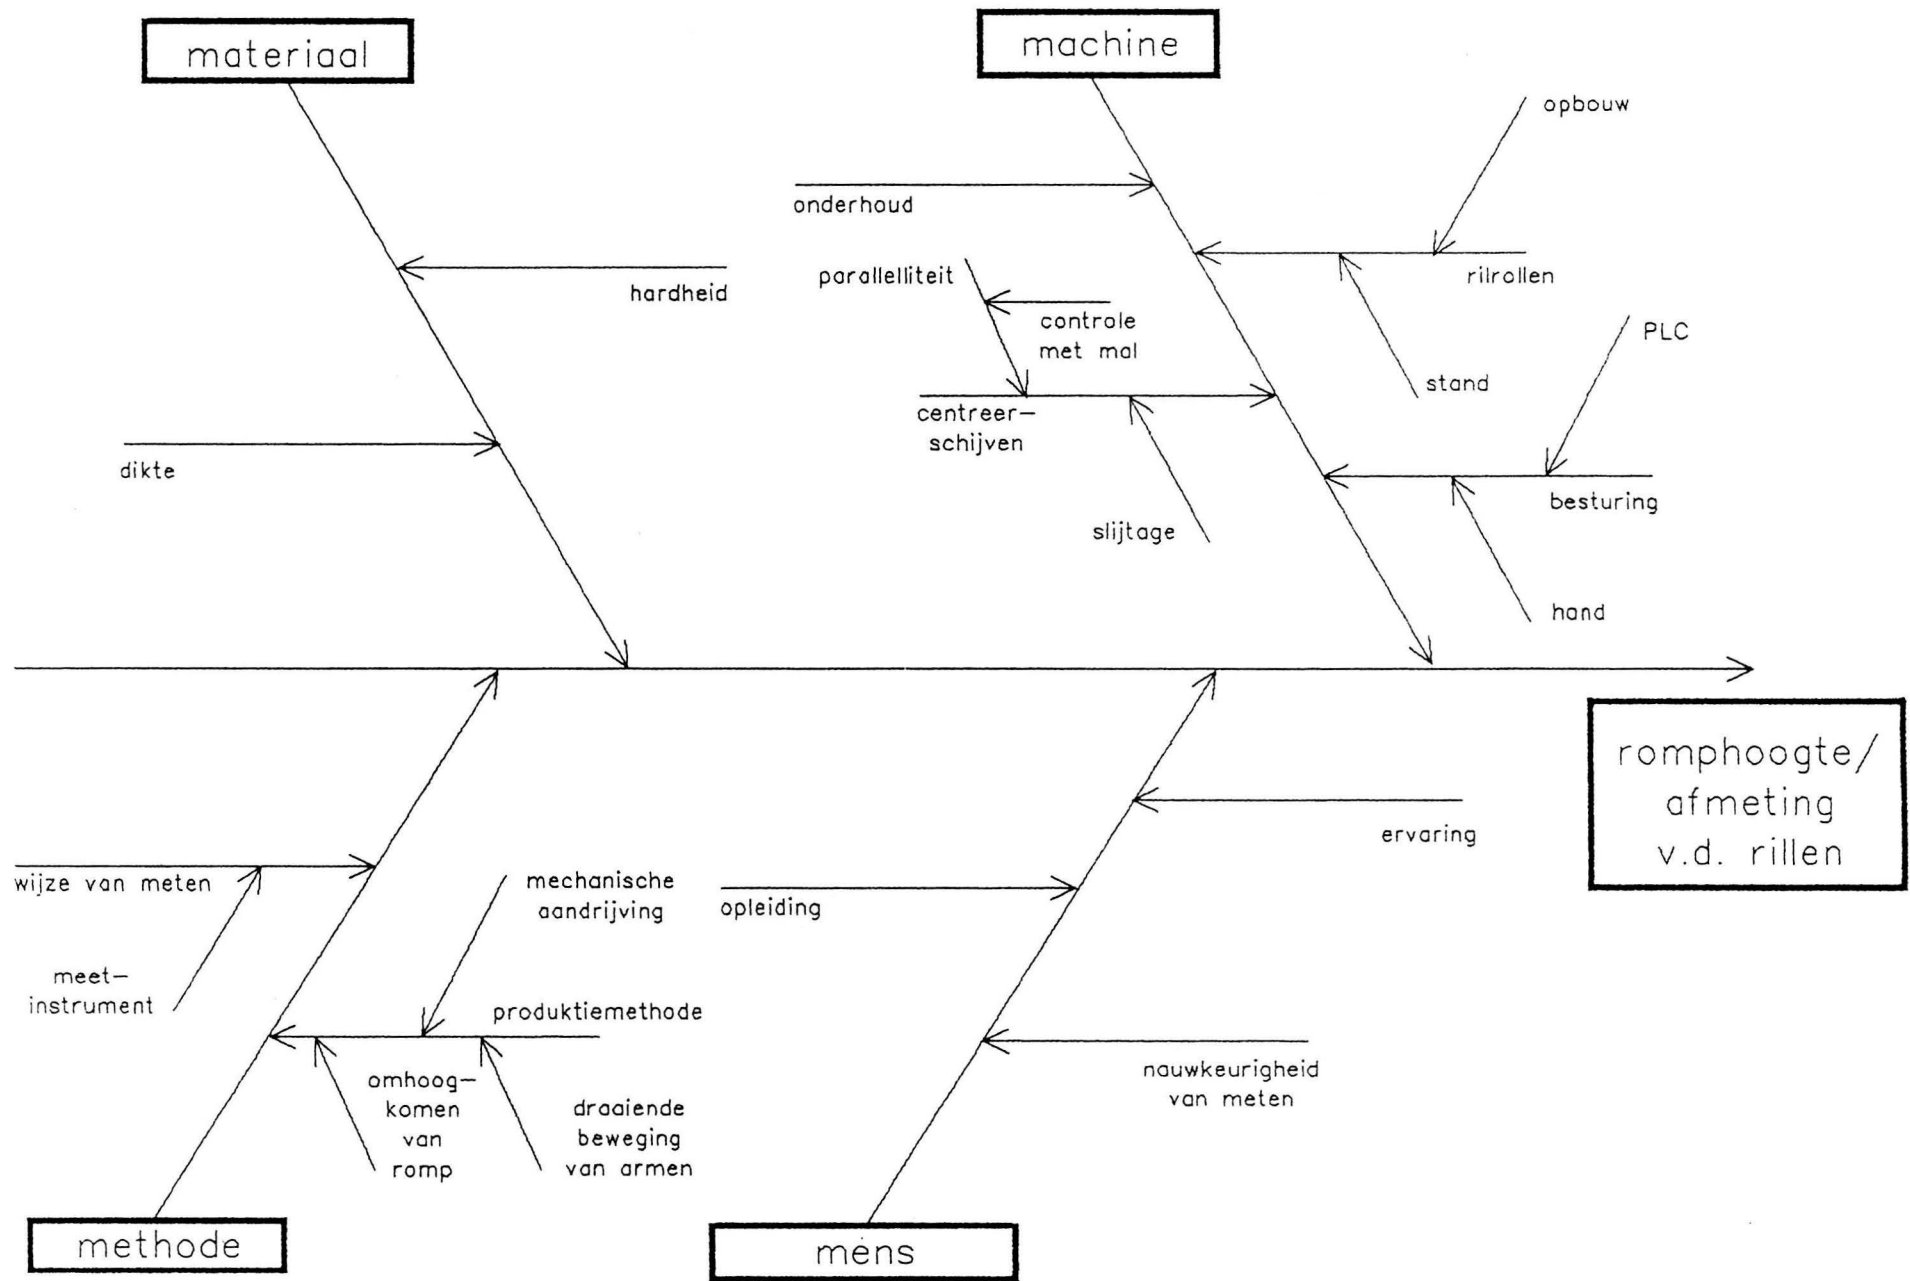 materiaal
machine
opbouw
onderhoud
rilrollen
parallelliteit
controle
met mal
hardheid
PLC
stand
centreer-
schijven
dikte
besturing
slijtage
hand
romphoogte/
afmeting
v.d. rillen
ervaring
wijze van meten
mechanische
aandrijving
opleiding
meet-
instrument
produktiemethode
omhoog-
komen
van
romp
draaiende
beweging
van armen
nauwkeurigheid
van meten
methode
mens